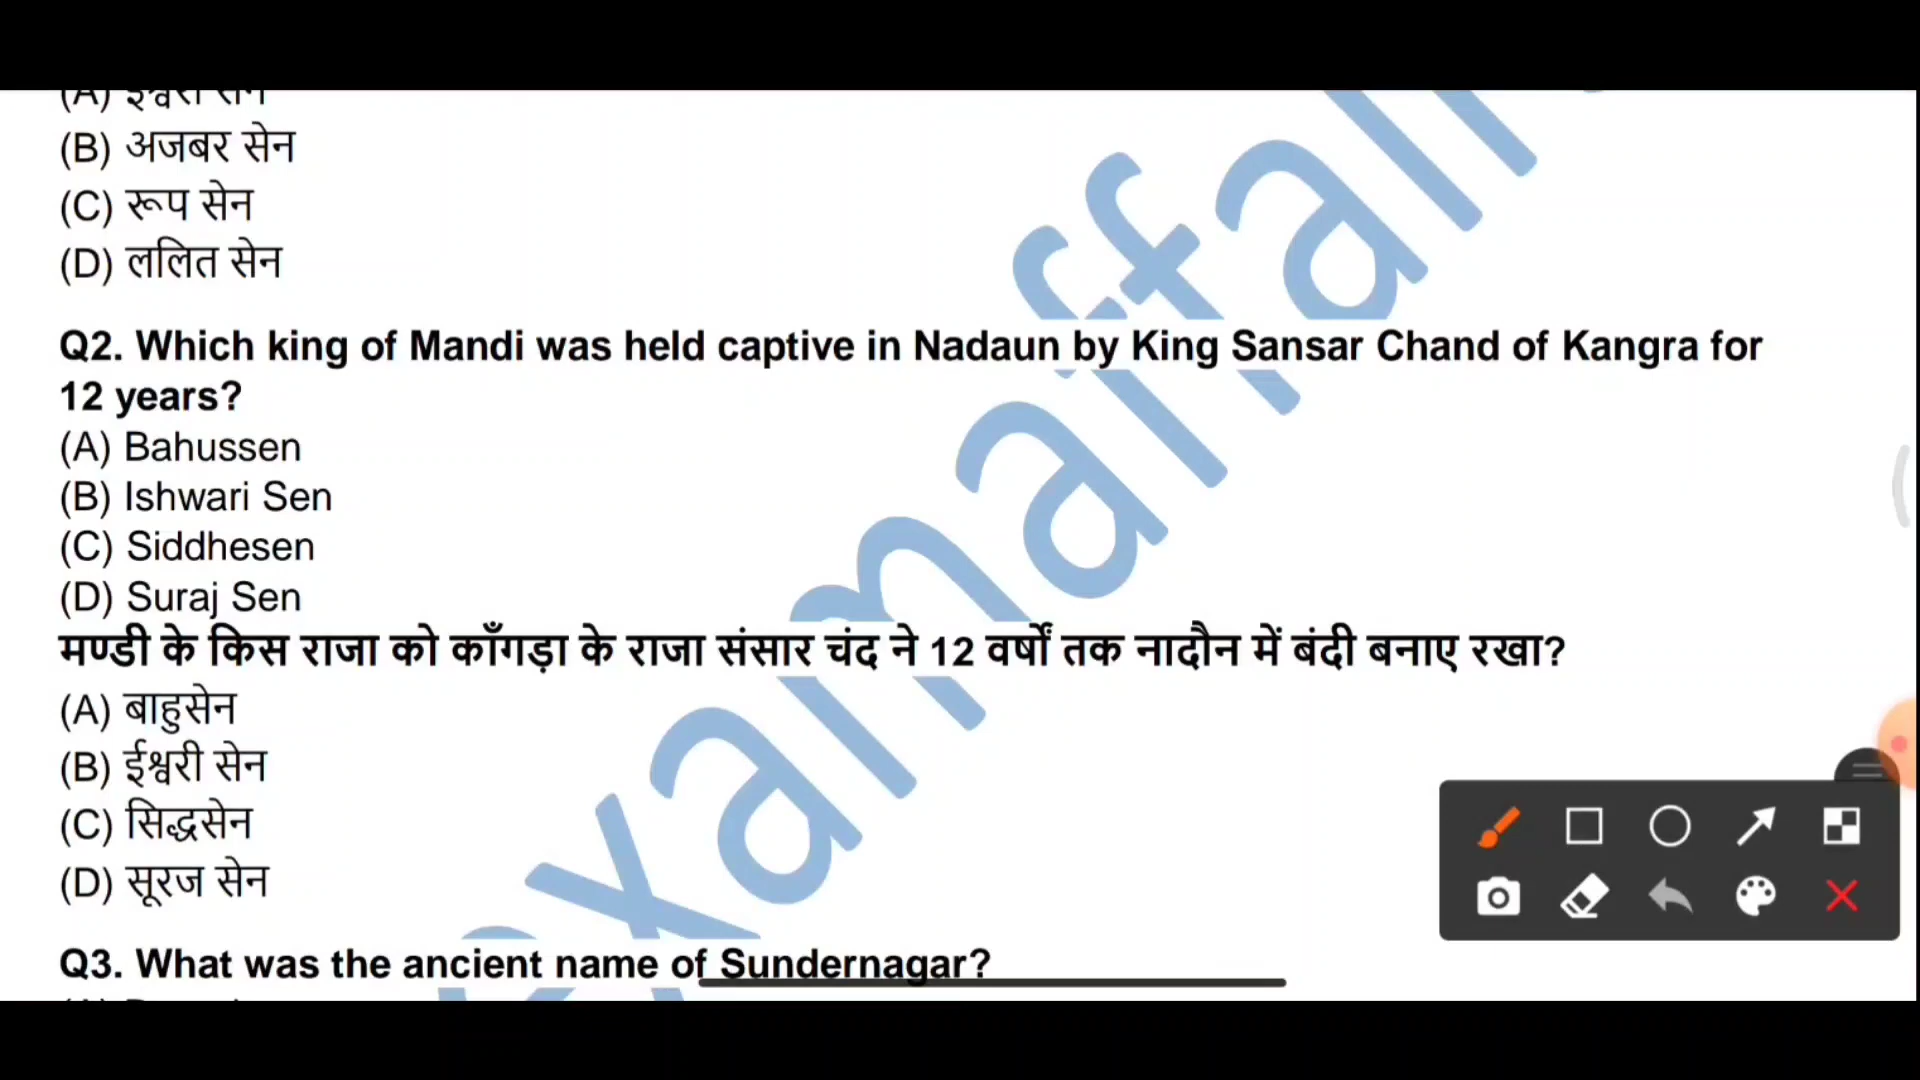 (A) ईश्वरी सेन
(B) अजबर सेन
(C) रूप सेन
(D) ललित सेन
Q2. Which king of Mandi was held captive in Nadaun by King Sansar Chand of Kangra for
12 years?
(A) Bahussen
(B) Ishwari Sen
(C) Siddhesen
(D) Suraj Sen
मण्डी के किस राजा को काँगड़ा के राजा संसार चंद ने 12 वर्षों तक नादौन में बंदी बनाए रखा?
(A) बाहुसेन
(B) ईश्वरी सेन
(C) सिद्धसेन
(D) सूरज सेन
Q3. What was the ancient name of Sundernagar?